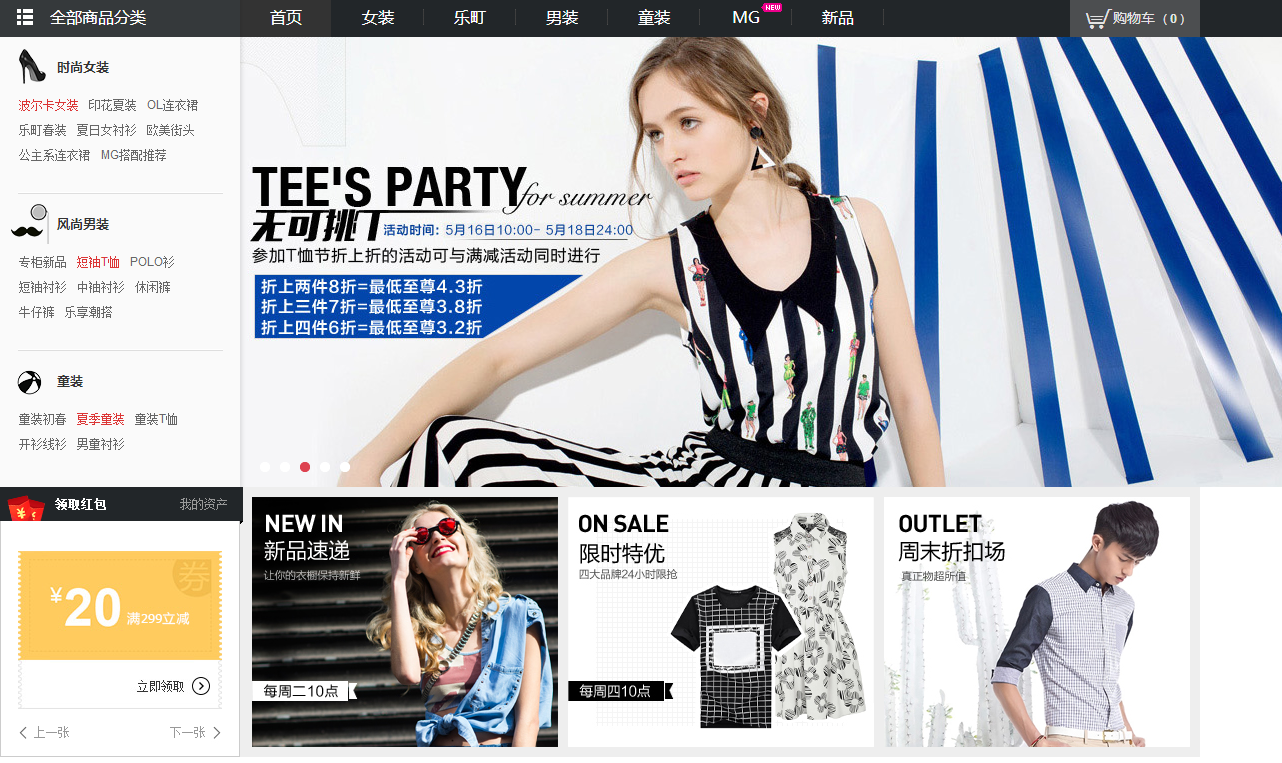 全部商品分类
首页 女装 乐町 男装 童装 MG NEW 新品
购物车（0）
时尚女装
波尔卡女装 印花夏装 OL连衣裙
乐町春装 夏日女衬衫 欧美街头
公主系连衣裙 MG搭配推荐
风尚男装
专柜新品 短袖T恤 POLO衫
短袖衬衫 中袖衬衫 休闲裤
牛仔裤 乐享潮搭
童装
童装初春 夏季童装 童装T恤
开衫线衫 男童衬衫
TEE'S PARTY for summer
无可挑T 活动时间：5月16日10:00- 5月18日24:00
参加T恤节折上折的活动可与满减活动同时进行
折上两件8折=最低至尊4.3折
折上三件7折=最低至尊3.8折
折上四件6折=最低至尊3.2折
领取红包 我的资产
券
¥20 满299立减
立即领取
上一张 下一张
NEW IN
新品速递
让你的衣橱保持新鲜
每周二10点
ON SALE
限时特优
四大品牌24小时限抢
每周四10点
OUTLET
周末折扣场
真正物超所值